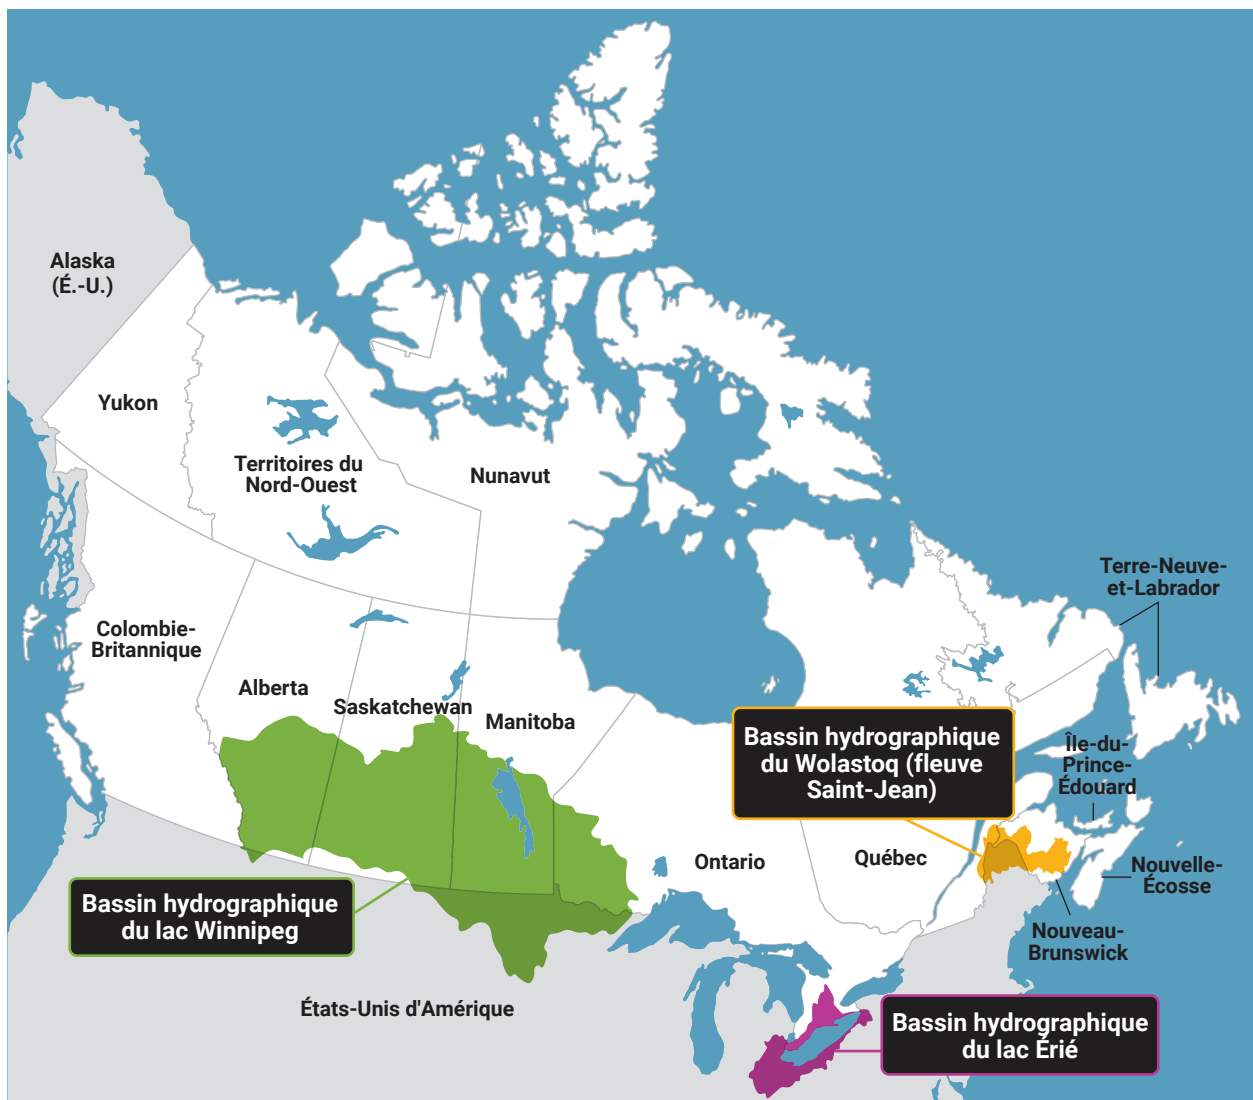 Alaska
(É.-U.)
Yukon
Territoires du
Nord-Ouest
Nunavut
Terre-Neuve-
et-Labrador
Colombie-
Britannique
Alberta
Saskatchewan
Manitoba
Bassin hydrographique
du Wolastoq (fleuve
Saint-Jean)
Île-du-
Prince-
Édouard
Ontario
Québec
Nouvelle-
Écosse
Bassin hydrographique
du lac Winnipeg
Nouveau-
Brunswick
États-Unis d'Amérique
Bassin hydrographique
du lac Érié